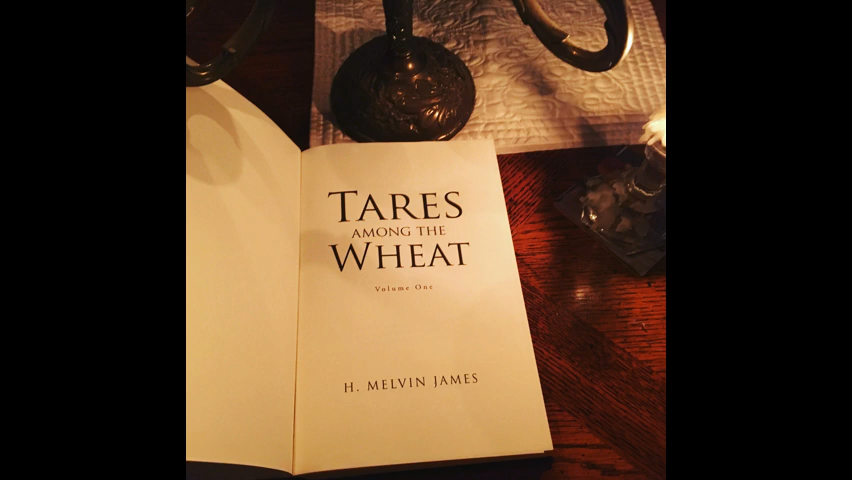 TARES
AMONG THE
WHEAT
Volume One
H. MELVIN JAMES